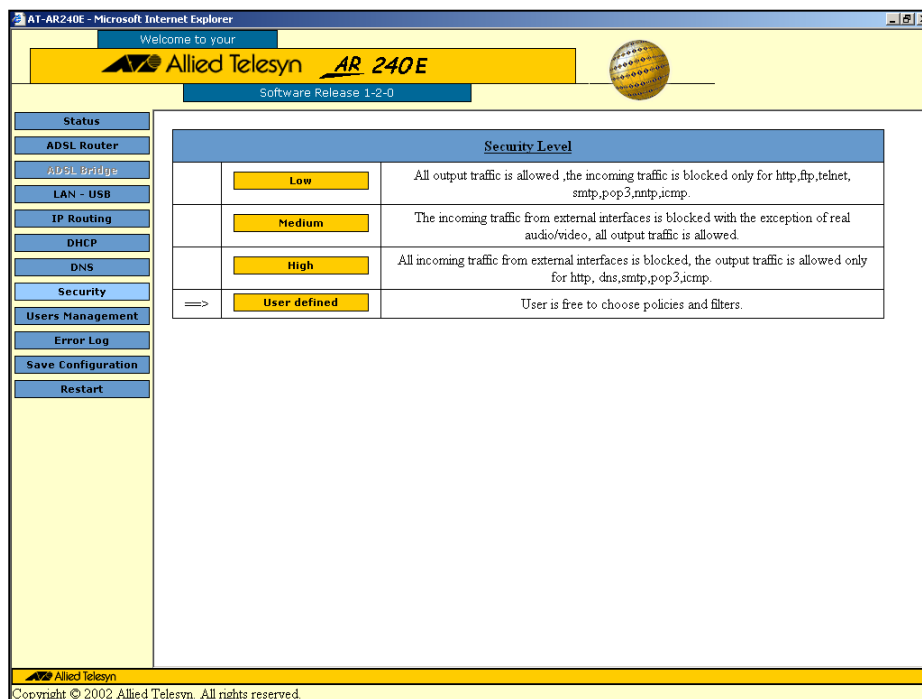 AT-AR240E - Microsoft Internet Explorer
Welcome to your
Allied Telesyn AR 240E
Software Release 1-2-0
Status
ADSL Router
ADSL Bridge
LAN - USB
IP Routing
DHCP
DNS
Security
Users Management
Error Log
Save Configuration
Restart
Security Level
Low
All output traffic is allowed ,the incoming traffic is blocked only for http,ftp,telnet,
smtp,pop3,nntp,icmp.
Medium
The incoming traffic from external interfaces is blocked with the exception of real
audio/video, all output traffic is allowed.
High
All incoming traffic from external interfaces is blocked, the output traffic is allowed only
for http, dns,smtp,pop3,icmp.
==> User defined
User is free to choose policies and filters.
Allied Telesyn
Copyright © 2002 Allied Telesyn. All rights reserved.